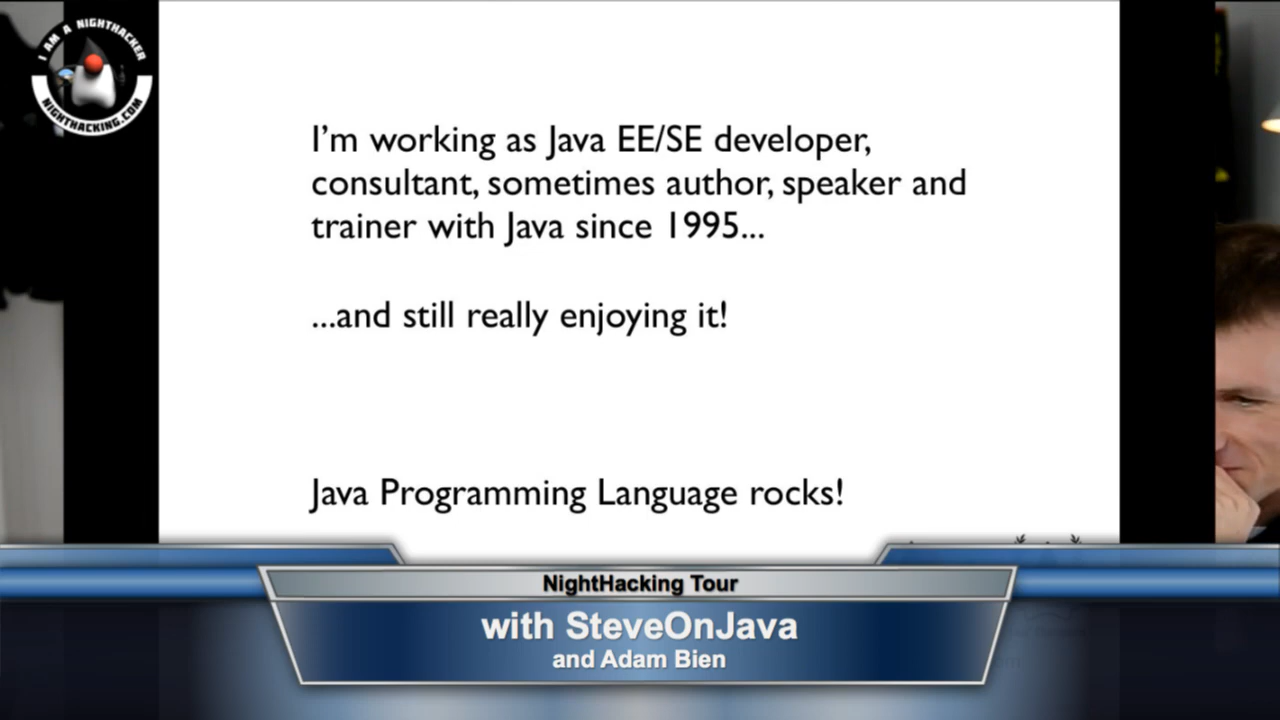 I AM A NIGHTHACKER
NIGHTHACKING.COM
I'm working as Java EE/SE developer,
consultant, sometimes author, speaker and
trainer with Java since 1995...
...and still really enjoying it!
Java Programming Language rocks!
NightHacking Tour
with SteveOnJava
and Adam Bien